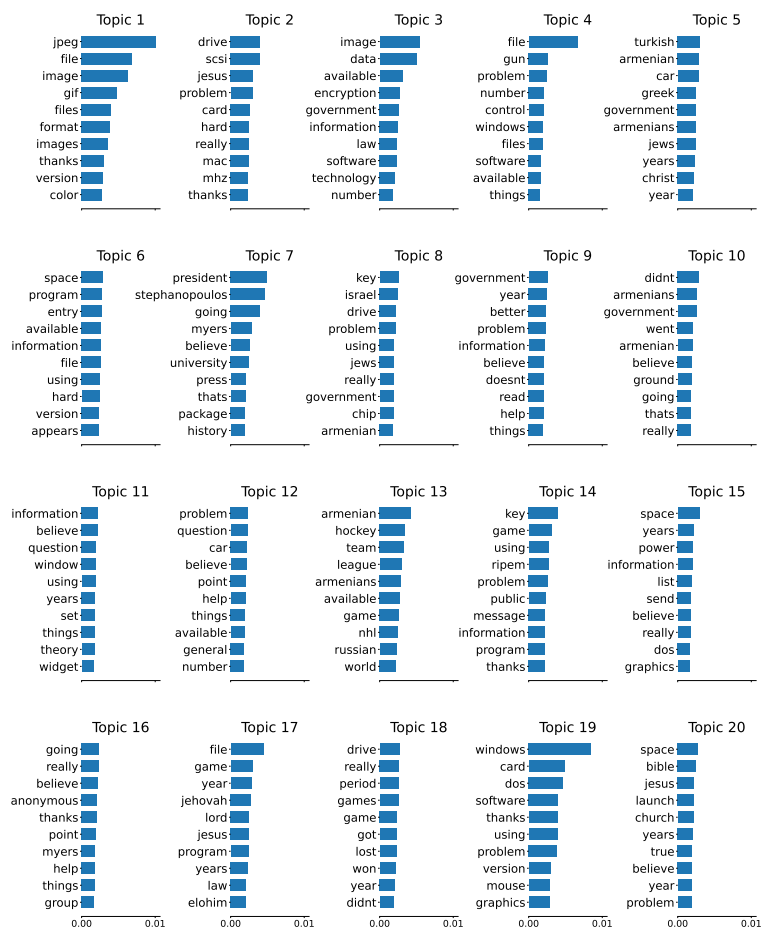 Topic 1
jpeg
file
image
gif
files
format
images
thanks
version
color
Topic 2
drive
scsi
jesus
problem
card
hard
really
mac
mhz
thanks
Topic 3
image
data
available
encryption
government
information
law
software
technology
number
Topic 4
file
gun
problem
number
control
windows
files
software
available
things
Topic 5
turkish
armenian
car
greek
government
armenians
jews
years
christ
year
Topic 6
space
program
entry
available
information
file
using
hard
version
appears
Topic 7
president
stephanopoulos
going
myers
believe
university
press
thats
package
history
Topic 8
key
israel
drive
problem
using
jews
really
government
chip
armenian
Topic 9
government
year
better
problem
information
believe
doesnt
read
help
things
Topic 10
didnt
armenians
government
went
armenian
believe
ground
going
thats
really
Topic 11
information
believe
question
window
using
years
set
things
theory
widget
Topic 12
problem
question
car
believe
point
help
things
available
general
number
Topic 13
armenian
hockey
team
league
armenians
available
game
nhl
russian
world
Topic 14
key
game
using
ripem
problem
public
message
information
program
thanks
Topic 15
space
years
power
information
list
send
believe
really
dos
graphics
Topic 16
going
really
believe
anonymous
thanks
point
myers
help
things
group
0.00 0.01
Topic 17
file
game
year
jehovah
lord
jesus
program
years
law
elohim
0.00 0.01
Topic 18
drive
really
period
games
game
got
lost
won
year
didnt
0.00 0.01
Topic 19
windows
card
dos
software
thanks
using
problem
version
mouse
graphics
0.00 0.01
Topic 20
space
bible
jesus
launch
church
years
true
believe
year
problem
0.00 0.01